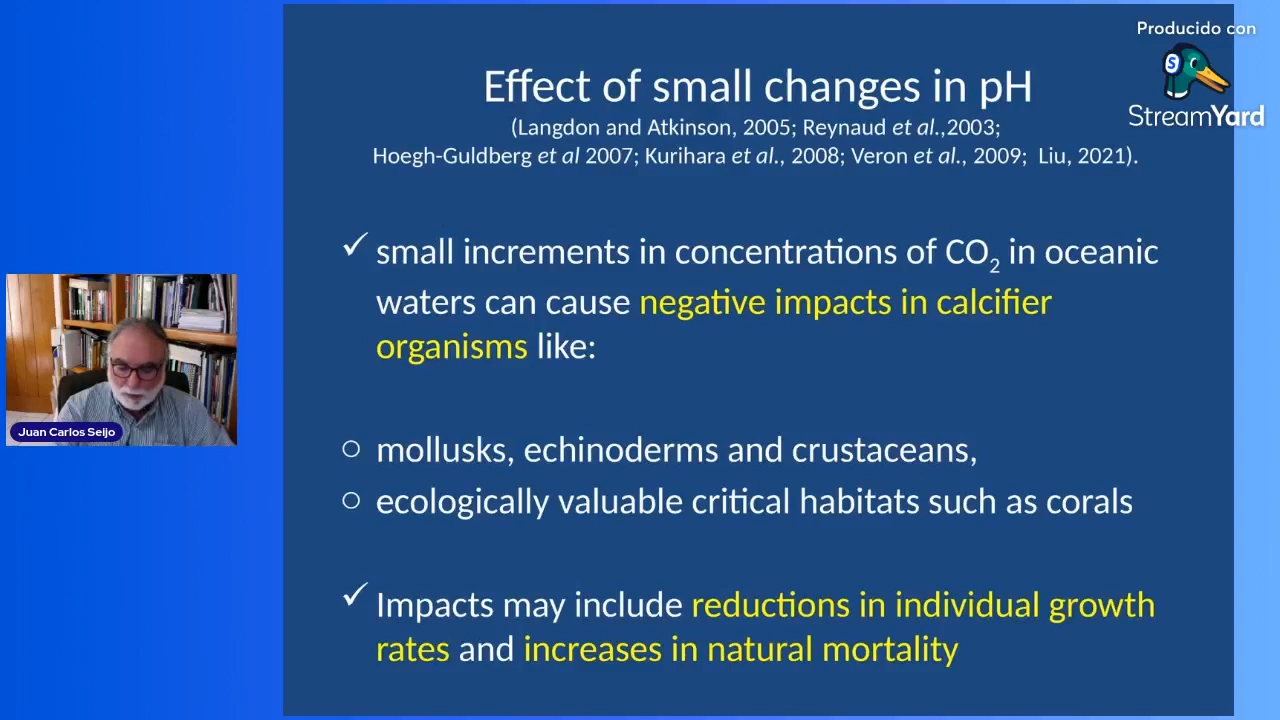 Producido con
StreamYard
Effect of small changes in pH
(Langdon and Atkinson, 2005; Reynaud et al.,2003;
Hoegh-Guldberg et al 2007; Kurihara et al., 2008; Veron et al., 2009;  Liu, 2021).
✓ small increments in concentrations of CO₂ in oceanic
waters can cause negative impacts in calcifier
organisms like:
○ mollusks, echinoderms and crustaceans,
○ ecologically valuable critical habitats such as corals
✓ Impacts may include reductions in individual growth
rates and increases in natural mortality
Juan Carlos Seijo